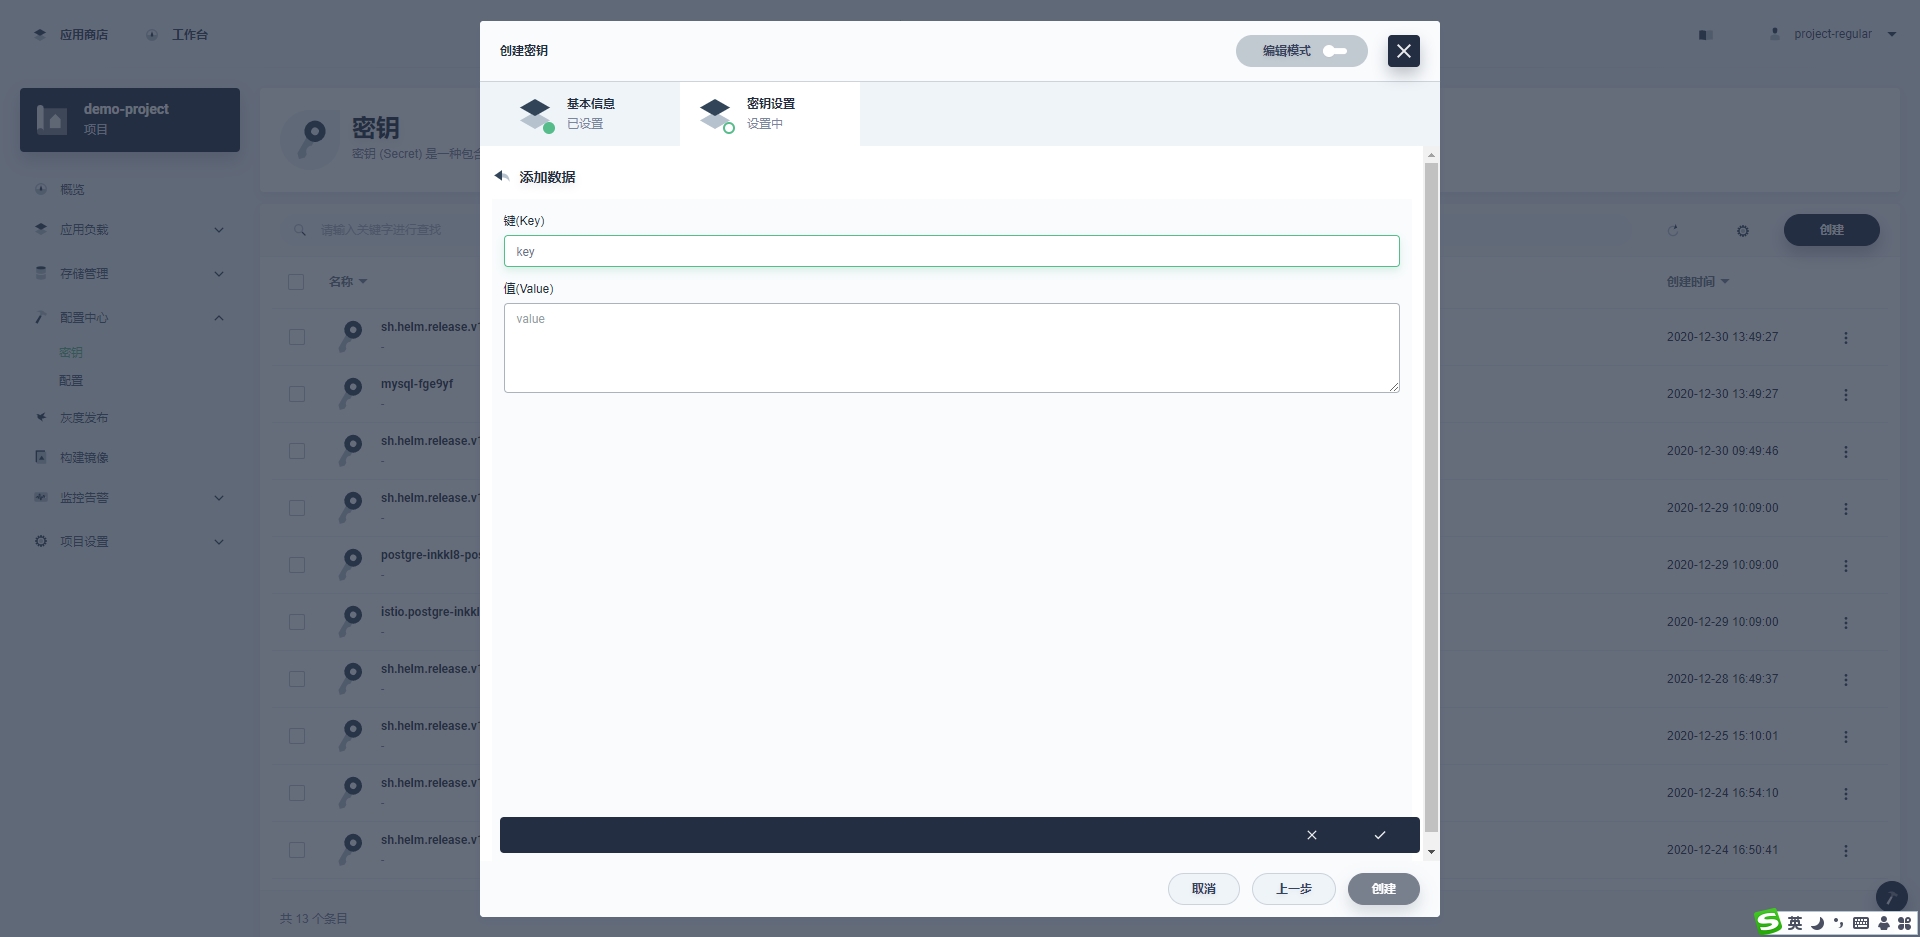 应用商店
工作台
project-regular
demo-project
项目
概览
应用负载
存储管理
配置中心
密钥
配置
灰度发布
构建镜像
监控告警
项目设置
密钥
密钥 (Secret) 是一种包含
请输入关键字进行查找
创建
名称
创建时间
sh.helm.release.v1
-
2020-12-30 13:49:27
mysql-fge9yf
-
2020-12-30 13:49:27
sh.helm.release.v1
-
2020-12-30 09:49:46
sh.helm.release.v1
-
2020-12-29 10:09:00
postgre-inkkl8-pos
-
2020-12-29 10:09:00
istio.postgre-inkkl
-
2020-12-29 10:09:00
sh.helm.release.v1
-
2020-12-28 16:49:37
sh.helm.release.v1
-
2020-12-25 15:10:01
sh.helm.release.v1
-
2020-12-24 16:54:10
sh.helm.release.v1
-
2020-12-24 16:50:41
共 13 个条目
创建密钥
编辑模式
基本信息
已设置
密钥设置
设置中
添加数据
键(Key)
key
值(Value)
value
取消
上一步
创建
英